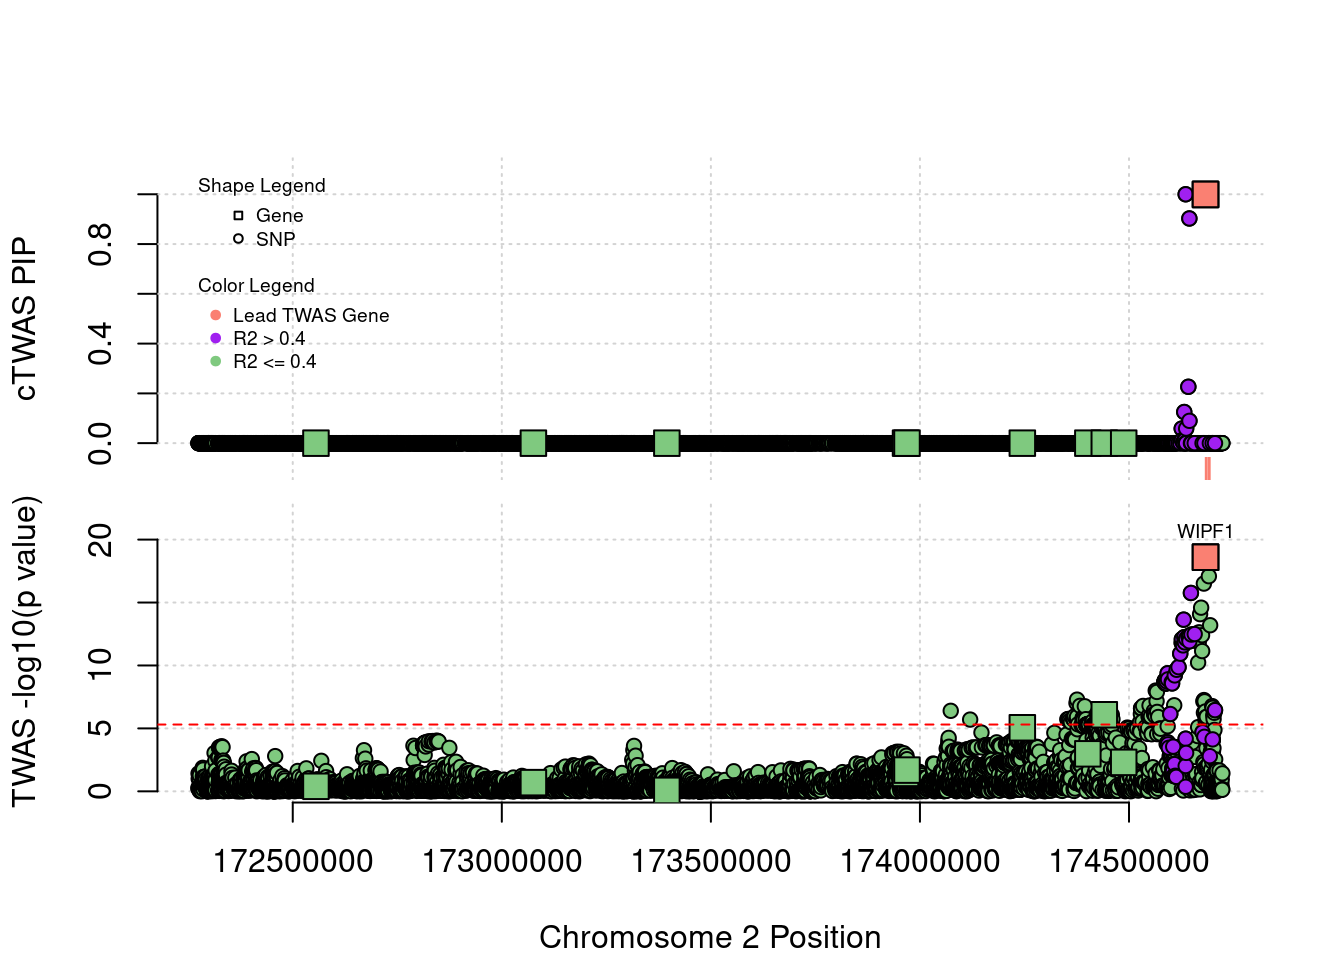 Shape Legend
Gene
SNP
Color Legend
Lead TWAS Gene
R2 > 0.4
R2 <= 0.4
cTWAS PIP
0.8
0.4
0.0
WIPF1
TWAS -log10(p value)
20
10
5
0
172500000 173000000 173500000 174000000 174500000
Chromosome 2 Position